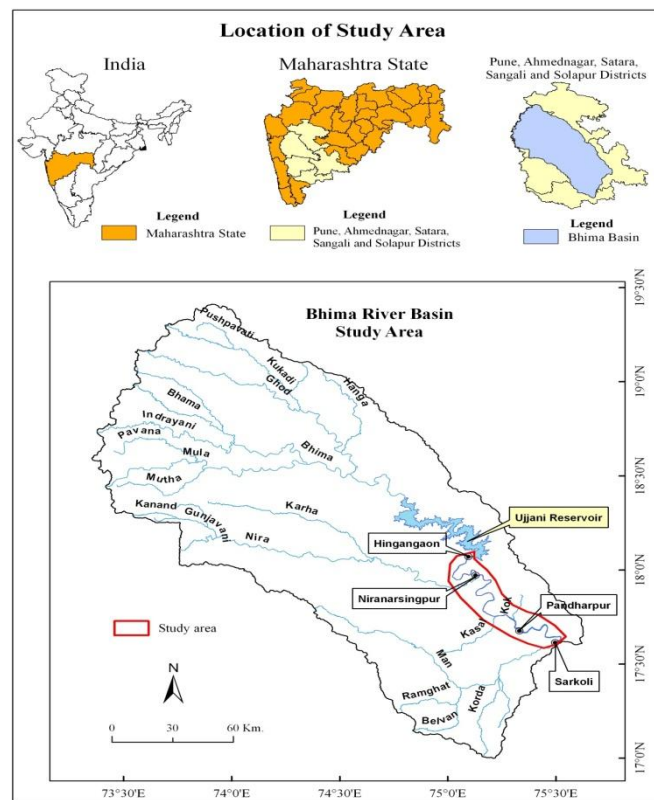 Location of Study Area
India
Maharashtra State
Pune, Ahmednagar, Satara,
Sangali and Solapur Districts
Legend
Maharashtra State
Legend
Pune, Ahmednagar, Satara,
Sangali and Solapur Districts
Legend
Bhima Basin
Bhima River Basin
Study Area
Pushpavati
Kukadi
Ghod
Hanga
Bhama
Indrayani
Pavana
Mula
Bhima
Mutha
Kanand
Gunjavani
Karha
Nira
Ujjani Reservoir
Hingangaon
Niranarsingpur
Kok
Pandharpur
Kasal
Study area
Man
Sarkoli
N
Ramghat
Korda
Belvan
0 30 60 Km.
19°30'N
19°0'N
18°30'N
18°0'N
17°30'N
17°0'N
73°30'E
74°0'E
74°30'E
75°0'E
75°30'E